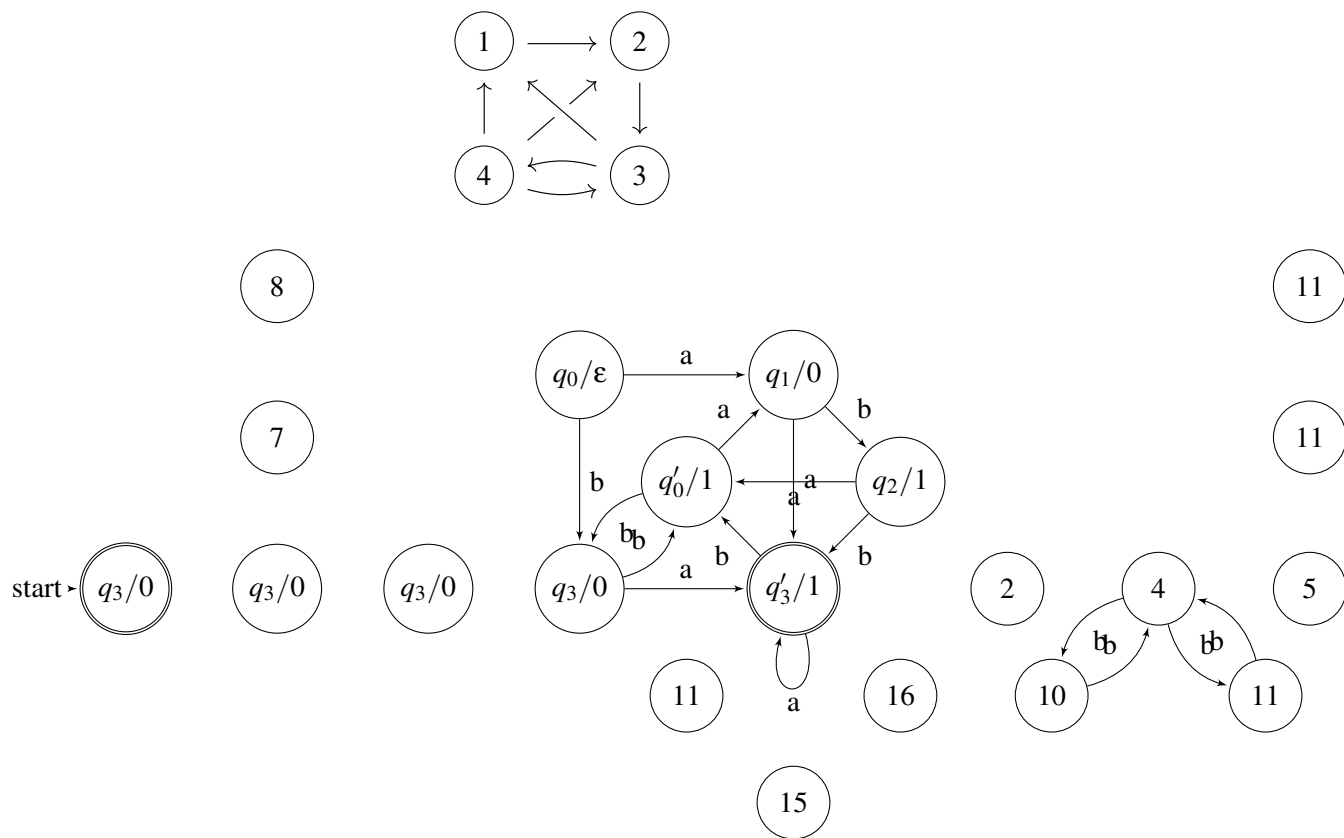 1 2
4 3
8 11
q₀/ε a q₁/0
a b
7 11
b q′₀/1 a a q₂/1
bb b b
start q₃/0 q₃/0 q₃/0 q₃/0 a q′₃/1 2 4 5
bb bb
11 a 16 10 11
15